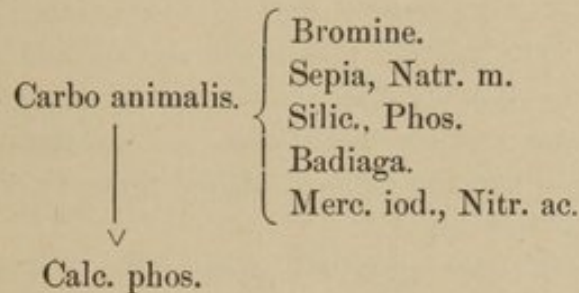 Bromine.
Sepia, Natr. m.
Carbo animalis.
Silic., Phos.
Badiaga.
Merc. iod., Nitr. ac.
Calc. phos.